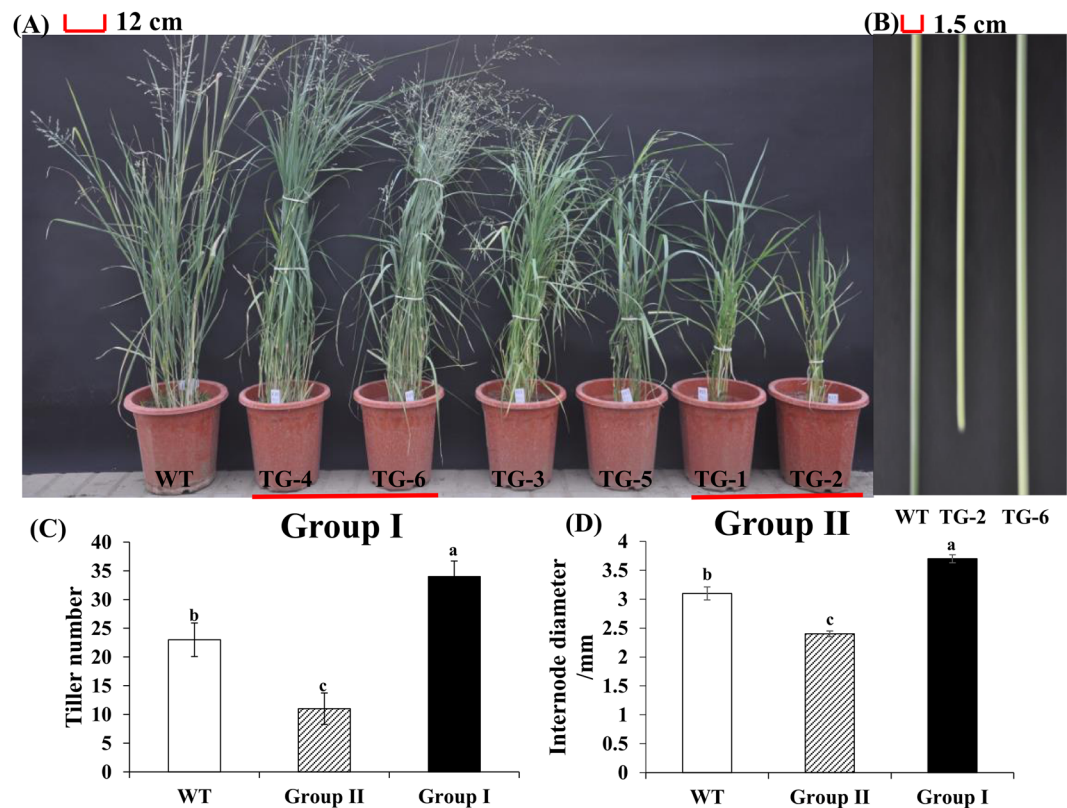 (A) 12 cm
(B) 1.5 cm
WT TG-4 TG-6 TG-3 TG-5 TG-1 TG-2
Group I Group II
WT TG-2 TG-6
(C)
Tiller number
40
35
30
25
20
15
10
5
0
b
c
a
WT Group II Group I
(D)
Internode diameter
/mm
4
3.5
3
2.5
2
1.5
1
0.5
0
b
c
a
WT Group II Group I